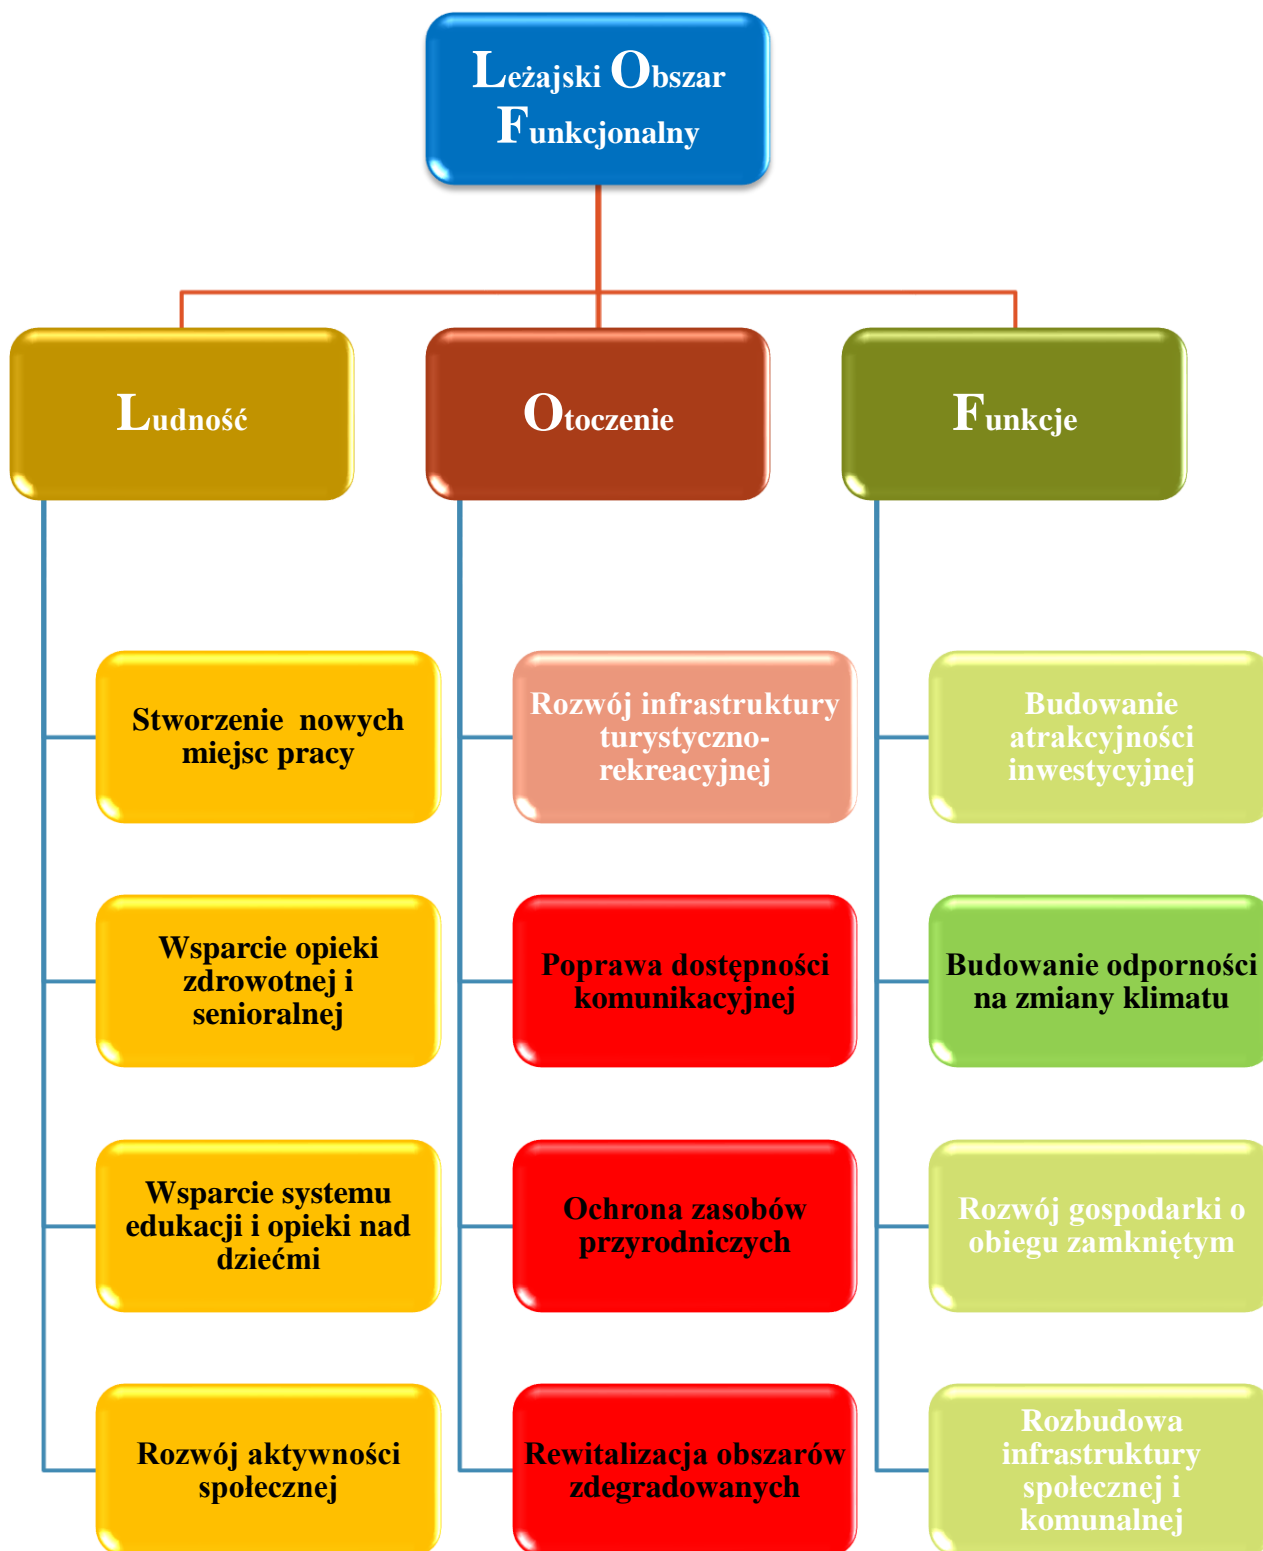 Leżajski Obszar
Funkcjonalny
Ludność
Otoczenie
Funkcje
Stworzenie nowych
miejsc pracy
Wsparcie opieki
zdrowotnej i
senioralnej
Wsparcie systemu
edukacji i opieki nad
dziećmi
Rozwój aktywności
społecznej
Rozwój infrastruktury
turystyczno-
rekreacyjnej
Poprawa dostępności
komunikacyjnej
Ochrona zasobów
przyrodniczych
Rewitalizacja obszarów
zdegradowanych
Budowanie
atrakcyjności
inwestycyjnej
Budowanie odporności
na zmiany klimatu
Rozwój gospodarki o
obiegu zamkniętym
Rozbudowa
infrastruktury
społecznej i
komunalnej